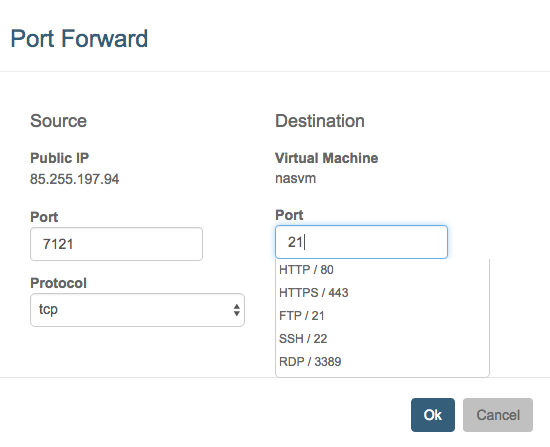 Port Forward
Source
Destination
Public IP
Virtual Machine
85.255.197.94
nasvm
Port
Port
7121
21
Protocol
HTTP / 80
HTTPS / 443
tcp
FTP / 21
SSH / 22
RDP / 3389
Ok
Cancel